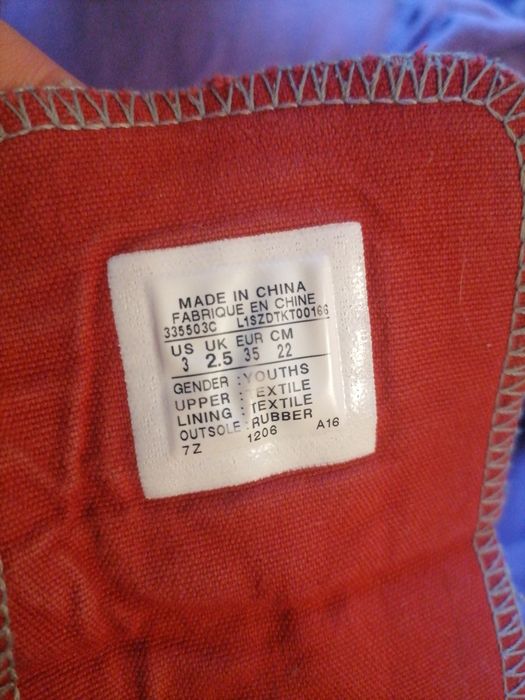 MADE IN CHINA
FABRIQUE EN CHINE
335503C L1SZDTKT00166
US UK EUR CM
3 2.5 35 22
GENDER : YOUTHS
UPPER : TEXTILE
LINING : TEXTILE
OUTSOLE : RUBBER
7Z 1206 A16